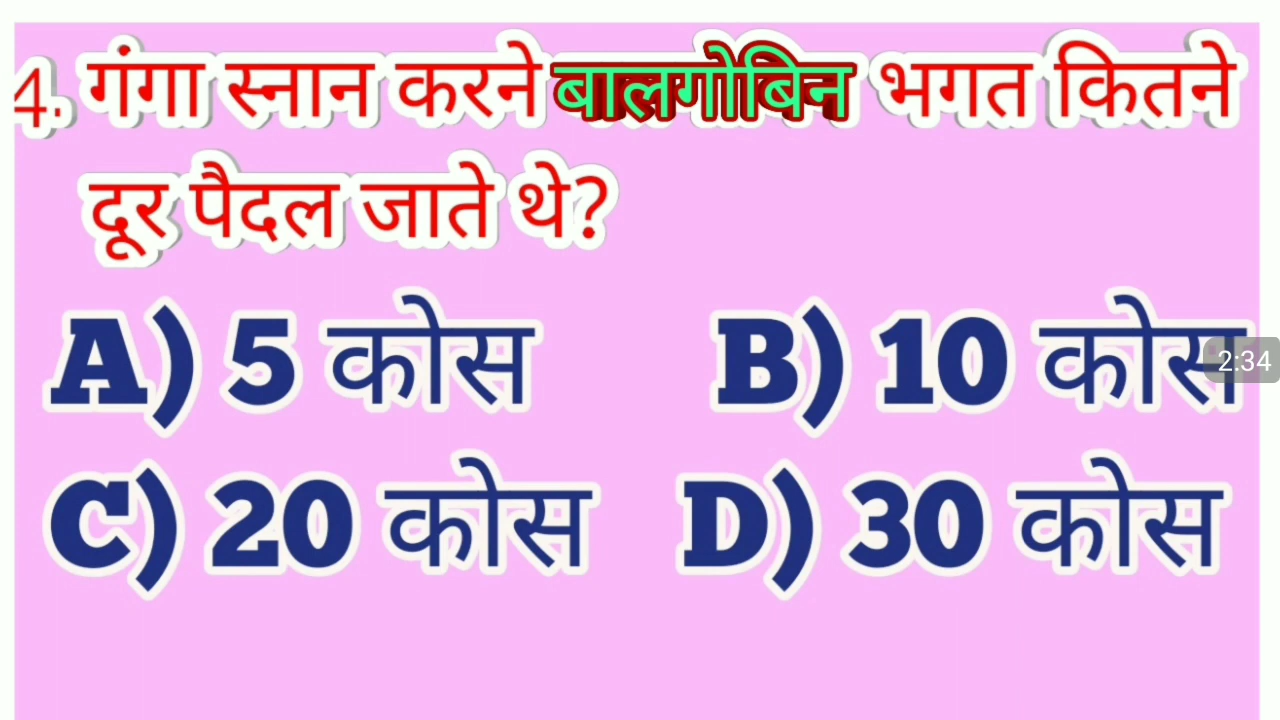 4. गंगा स्नान करने बालगोबिन भगत कितने
दूर पैदल जाते थे?
A) 5 कोस B) 10 कोस
2:34
C) 20 कोस D) 30 कोस